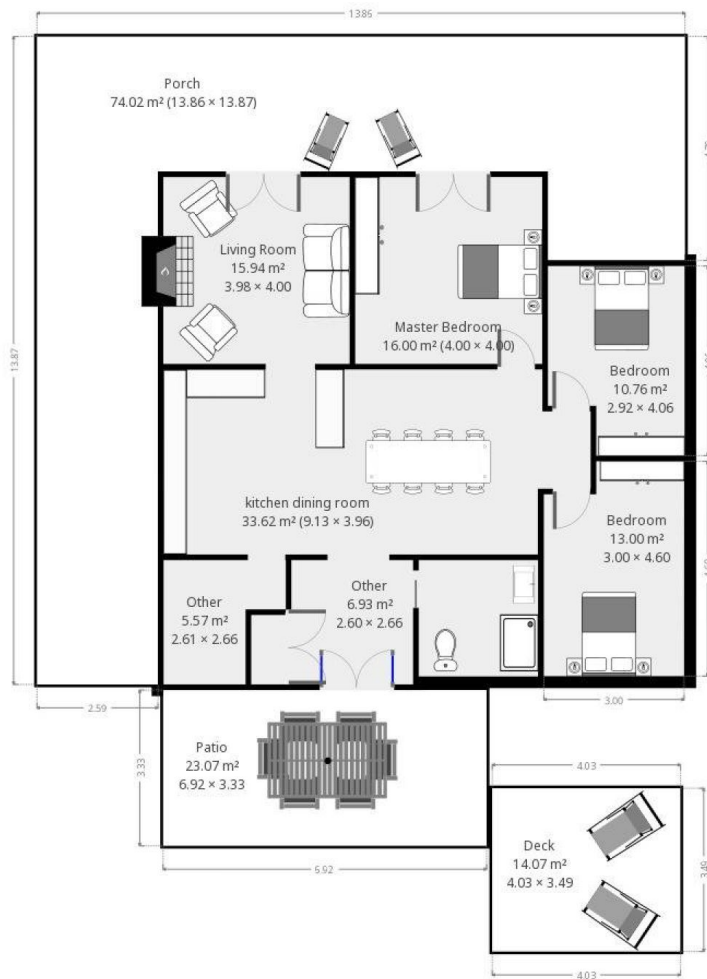 13.86
Porch
74.02 m² (13.86 × 13.87)
Living Room
15.94 m²
3.98 × 4.00
Master Bedroom
16.00 m² (4.00 × 4.00)
Bedroom
10.76 m²
2.92 × 4.06
13.87
kitchen dining room
33.62 m² (9.13 × 3.96)
Bedroom
13.00 m²
3.00 × 4.60
Other
5.57 m²
2.61 × 2.66
Other
6.93 m²
2.60 × 2.66
2.59
3.00
3.33
Patio
23.07 m²
6.92 × 3.33
4.03
Deck
14.07 m²
4.03 × 3.49
3.49
6.92
4.03